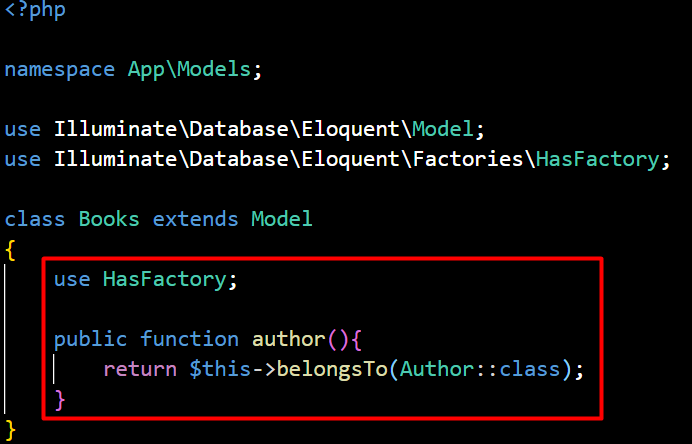 <?php
namespace App\Models;
use Illuminate\Database\Eloquent\Model;
use Illuminate\Database\Eloquent\Factories\HasFactory;
class Books extends Model
{
use HasFactory;
public function author(){
return $this->belongsTo(Author::class);
}
}